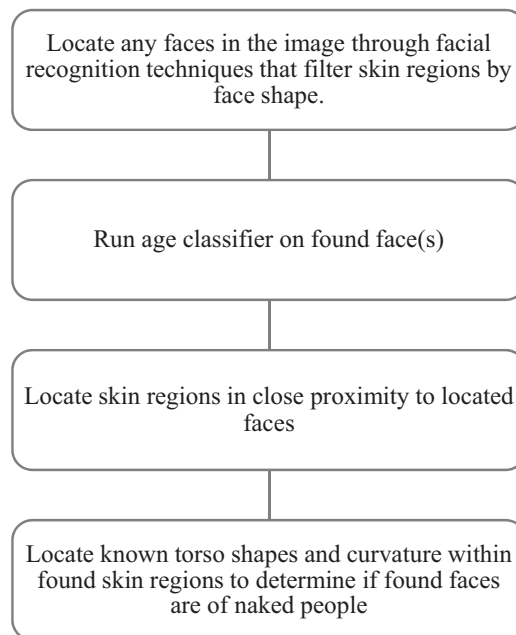 Locate any faces in the image through facial
recognition techniques that filter skin regions by
face shape.
Run age classifier on found face(s)
Locate skin regions in close proximity to located
faces
Locate known torso shapes and curvature within
found skin regions to determine if found faces
are of naked people